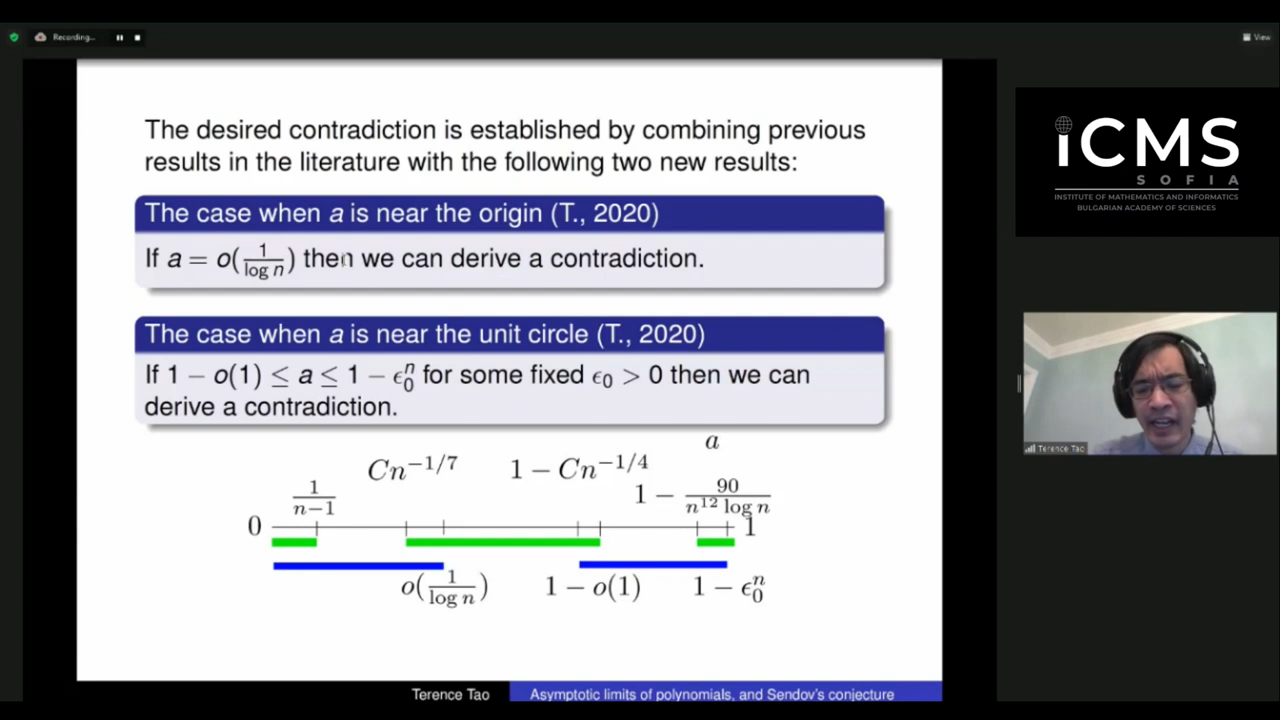 Recording...
View
The desired contradiction is established by combining previous
results in the literature with the following two new results:
The case when a is near the origin (T., 2020)
If a = o(1/log n) then we can derive a contradiction.
The case when a is near the unit circle (T., 2020)
If 1 − o(1) ≤ a ≤ 1 − ϵ₀ⁿ for some fixed ϵ₀ > 0 then we can
derive a contradiction.
a
Cn^{−1/7} 1 − Cn^{−1/4}
1/(n−1) 1 − 90/(n^{12} log n)
0 1
o(1/log n) 1 − o(1) 1 − ϵ₀ⁿ
Terence Tao Asymptotic limits of polynomials, and Sendov's conjecture
iCMS
SOFIA
INSTITUTE OF MATHEMATICS AND INFORMATICS
BULGARIAN ACADEMY OF SCIENCES
Terence Tao